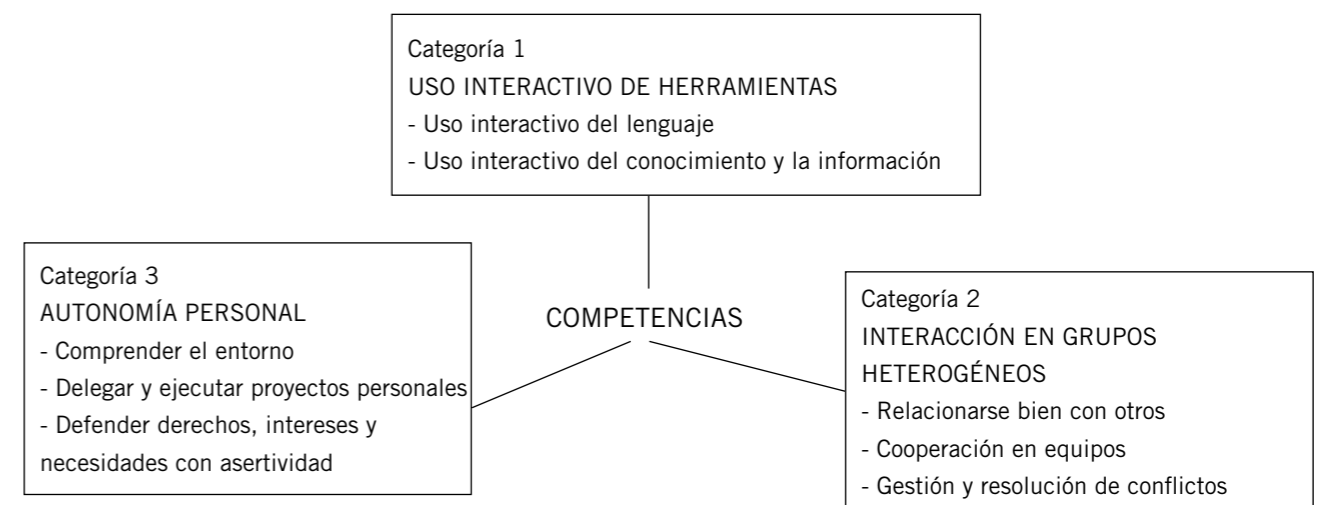 Categoría 1
USO INTERACTIVO DE HERRAMIENTAS
- Uso interactivo del lenguaje
- Uso interactivo del conocimiento y la información
Categoría 3
AUTONOMÍA PERSONAL
- Comprender el entorno
- Delegar y ejecutar proyectos personales
- Defender derechos, intereses y
necesidades con asertividad
COMPETENCIAS
Categoría 2
INTERACCIÓN EN GRUPOS
HETEROGÉNEOS
- Relacionarse bien con otros
- Cooperación en equipos
- Gestión y resolución de conflictos